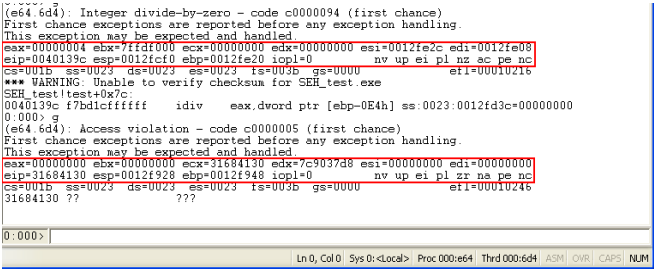 0:000> g
(e64.6d4): Integer divide-by-zero - code c0000094 (first chance)
First chance exceptions are reported before any exception handling.
This exception may be expected and handled.
eax=00000004 ebx=7ffdf000 ecx=00000000 edx=00000000 esi=0012fe2c edi=0012fe08
eip=0040139c esp=0012fcf0 ebp=0012fe20 iopl=0         nv up ei pl nz ac pe nc
cs=001b  ss=0023  ds=0023  es=0023  fs=003b  gs=0000             efl=00010216
*** WARNING: Unable to verify checksum for SEH_test.exe
SEH_test!test+0x7c:
0040139c f7bd1cffffff    idiv    eax,dword ptr [ebp-0E4h] ss:0023:0012fd3c=00000000
0:000> g
(e64.6d4): Access violation - code c0000005 (first chance)
First chance exceptions are reported before any exception handling.
This exception may be expected and handled.
eax=00000000 ebx=00000000 ecx=31684130 edx=7c9037d8 esi=00000000 edi=00000000
eip=31684130 esp=0012f928 ebp=0012f948 iopl=0         nv up ei pl zr na pe nc
cs=001b  ss=0023  ds=0023  es=0023  fs=003b  gs=0000             efl=00010246
31684130 ??              ???
0:000>
Ln 0, Col 0 Sys 0:<Local> Proc 000:e64 Thrd 000:6d4 ASM OVR CAPS NUM